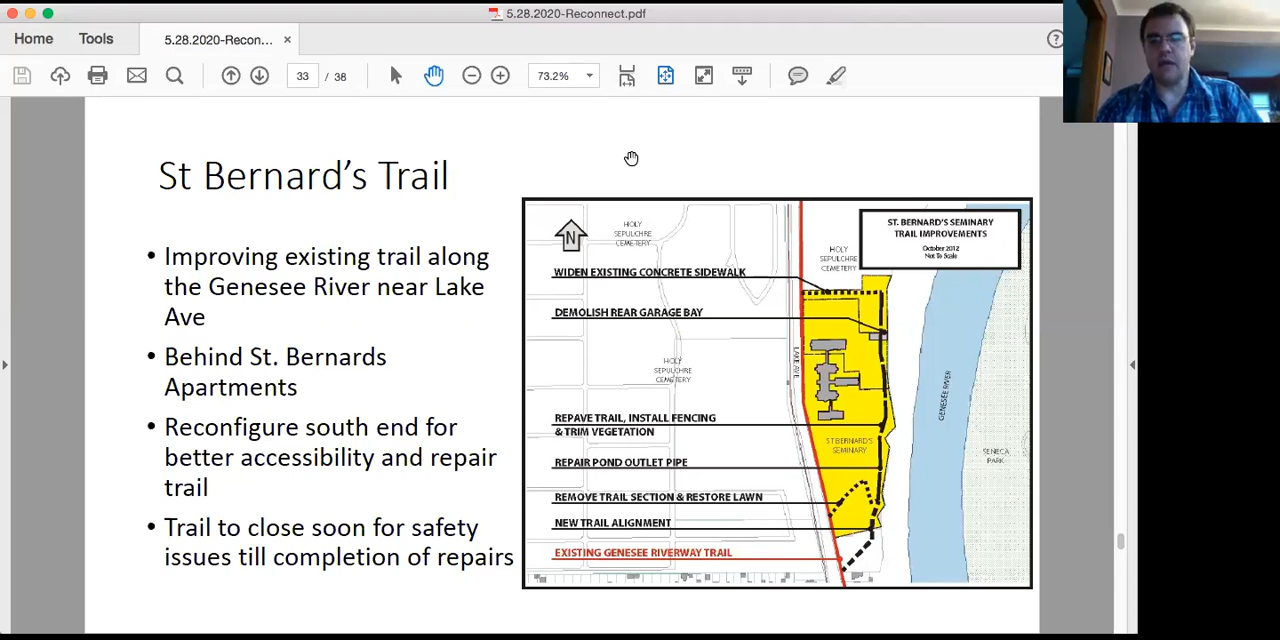 5.28.2020-Reconnect.pdf
Home
Tools
5.28.2020-Recon...
×
?
33 / 38
73.2%
St Bernard's Trail
• Improving existing trail along
the Genesee River near Lake
Ave
• Behind St. Bernards
Apartments
• Reconfigure south end for
better accessibility and repair
trail
• Trail to close soon for safety
issues till completion of repairs
N
HOLY
SEPULCHRE
CEMETERY
HOLY
SEPULCHRE
CEMETERY
ST. BERNARD'S SEMINARY
TRAIL IMPROVEMENTS
October 2012
Not To Scale
WIDEN EXISTING CONCRETE SIDEWALK
DEMOLISH REAR GARAGE BAY
HOLY
SEPULCHRE
CEMETERY
LAKE AVE
GENESEE RIVER
REPAVE TRAIL, INSTALL FENCING
& TRIM VEGETATION
ST BERNARD'S
SEMINARY
SENECA
PARK
REPAIR POND OUTLET PIPE
REMOVE TRAIL SECTION & RESTORE LAWN
NEW TRAIL ALIGNMENT
EXISTING GENESEE RIVERWAY TRAIL